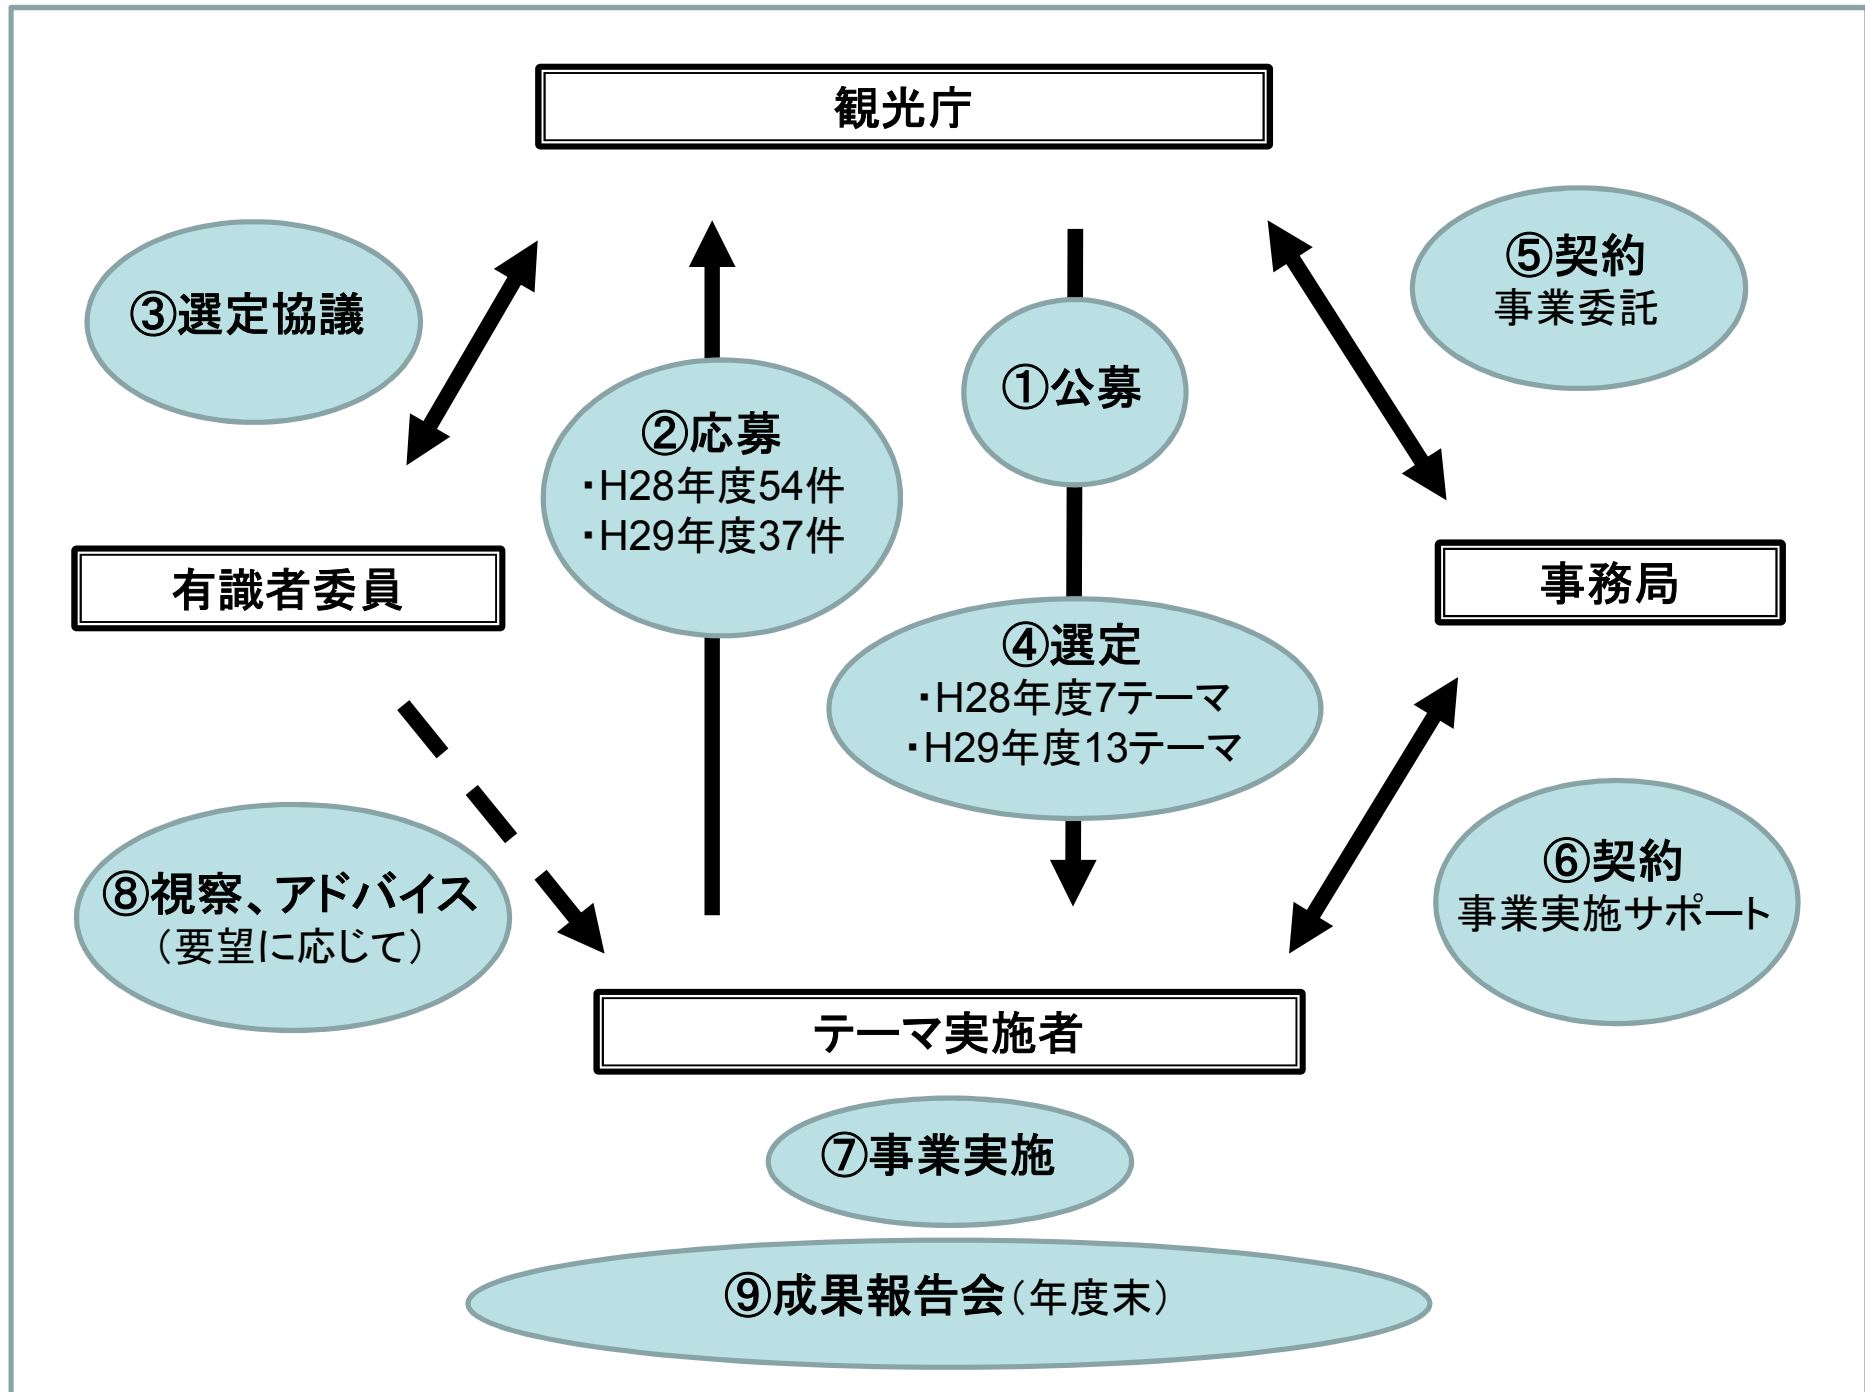 観光庁
③選定協議
⑤契約
事業委託
①公募
②応募
・H28年度54件
・H29年度37件
有識者委員
事務局
④選定
・H28年度7テーマ
・H29年度13テーマ
⑧視察、アドバイス
（要望に応じて）
⑥契約
事業実施サポート
テーマ実施者
⑦事業実施
⑨成果報告会（年度末）